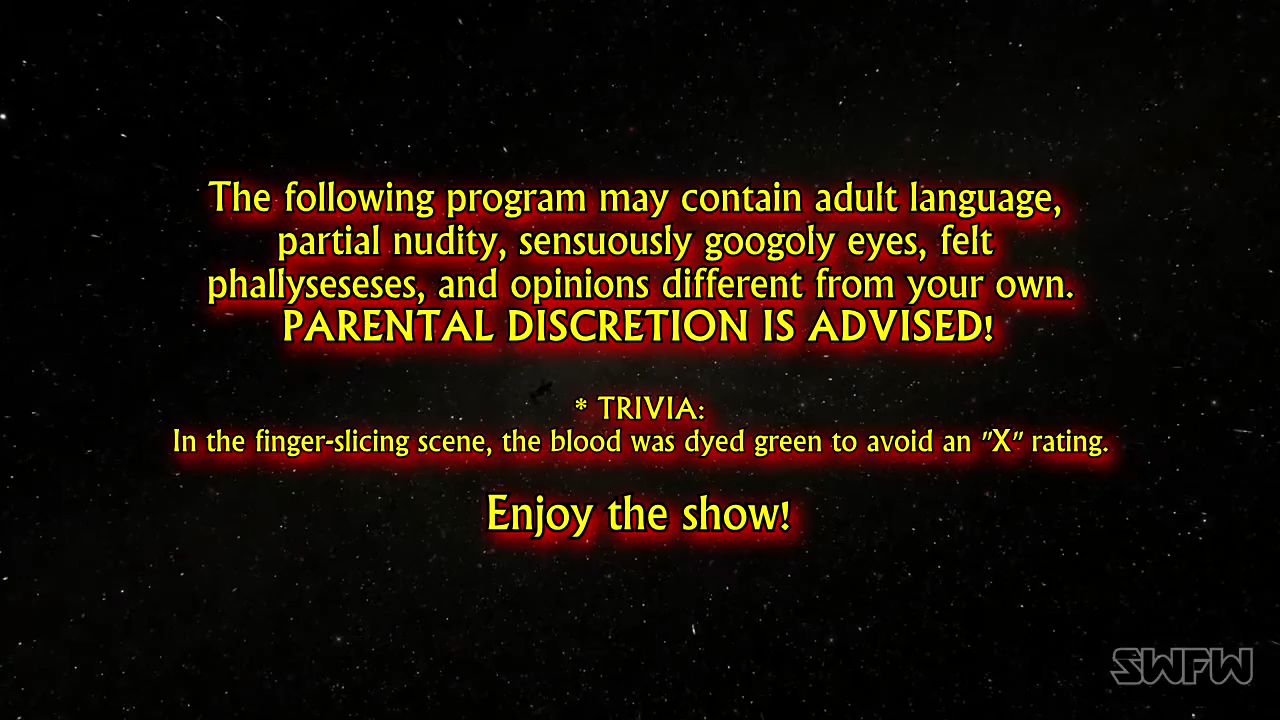 The following program may contain adult language,
partial nudity, sensuously googoly eyes, felt
phallyseseses, and opinions different from your own.
PARENTAL DISCRETION IS ADVISED!
* TRIVIA:
In the finger-slicing scene, the blood was dyed green to avoid an "X" rating.
Enjoy the show!
SWFW